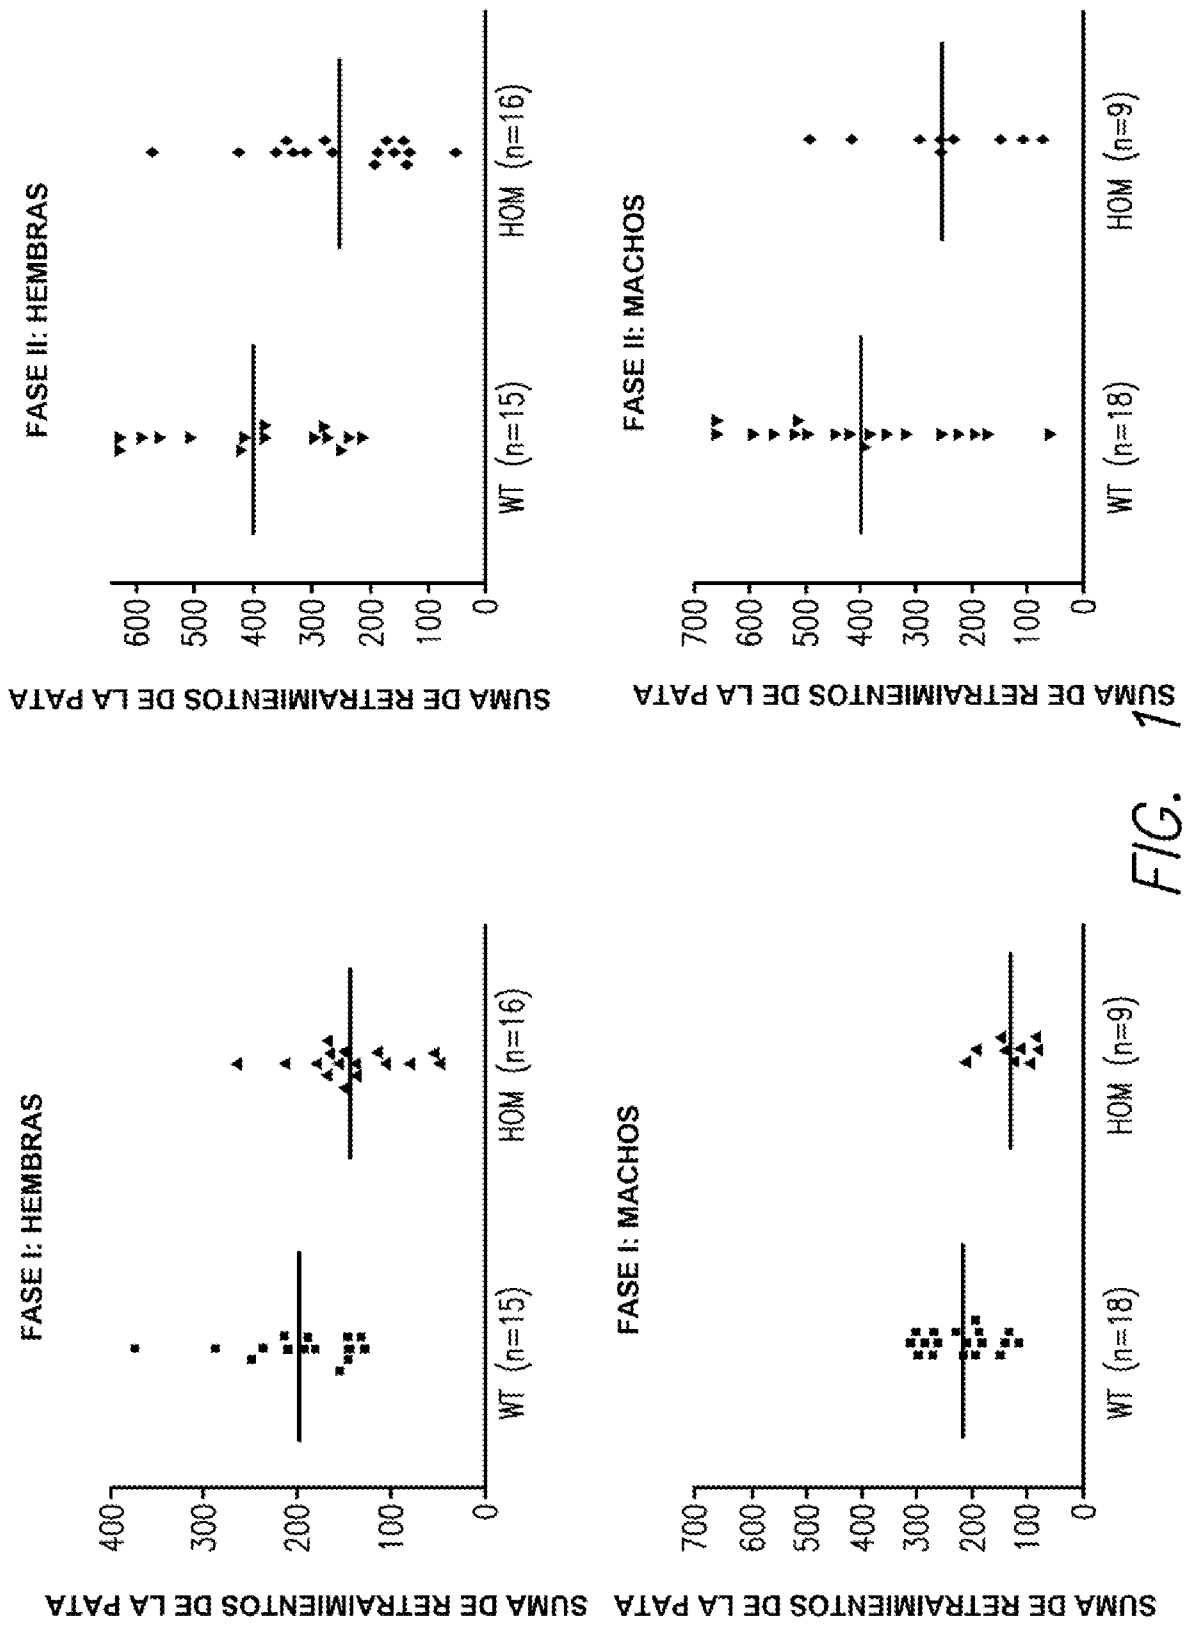 FASE I: HEMBRAS
SUMA DE RETRAIMIENTOS DE LA PATA
400
300
200
100
0
WT (n=15)
HOM (n=16)
FASE II: HEMBRAS
SUMA DE RETRAIMIENTOS DE LA PATA
600
500
400
300
200
100
0
WT (n=15)
HOM (n=16)
FASE I: MACHOS
SUMA DE RETRAIMIENTOS DE LA PATA
700
600
500
400
300
200
100
0
WT (n=18)
HOM (n=9)
FASE II: MACHOS
SUMA DE RETRAIMIENTOS DE LA PATA
700
600
500
400
300
200
100
0
WT (n=18)
HOM (n=9)
FIG. 1